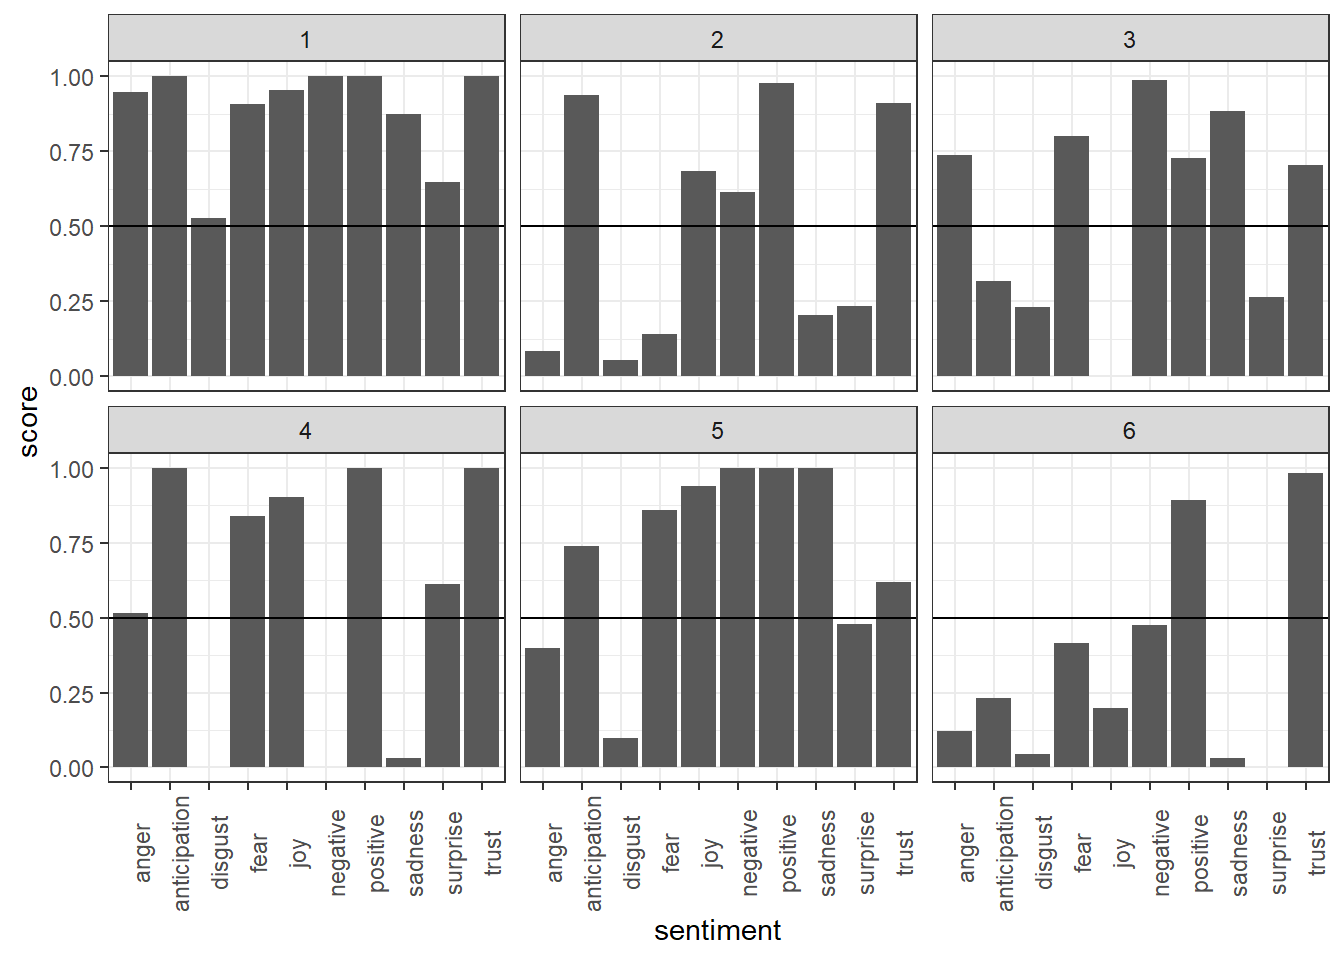 1 2 3
1.00
0.75
0.50
0.25
0.00
4 5 6
1.00
0.75
0.50
0.25
0.00
score
anger anticipation disgust fear joy negative positive sadness surprise trust
anger anticipation disgust fear joy negative positive sadness surprise trust
anger anticipation disgust fear joy negative positive sadness surprise trust
sentiment